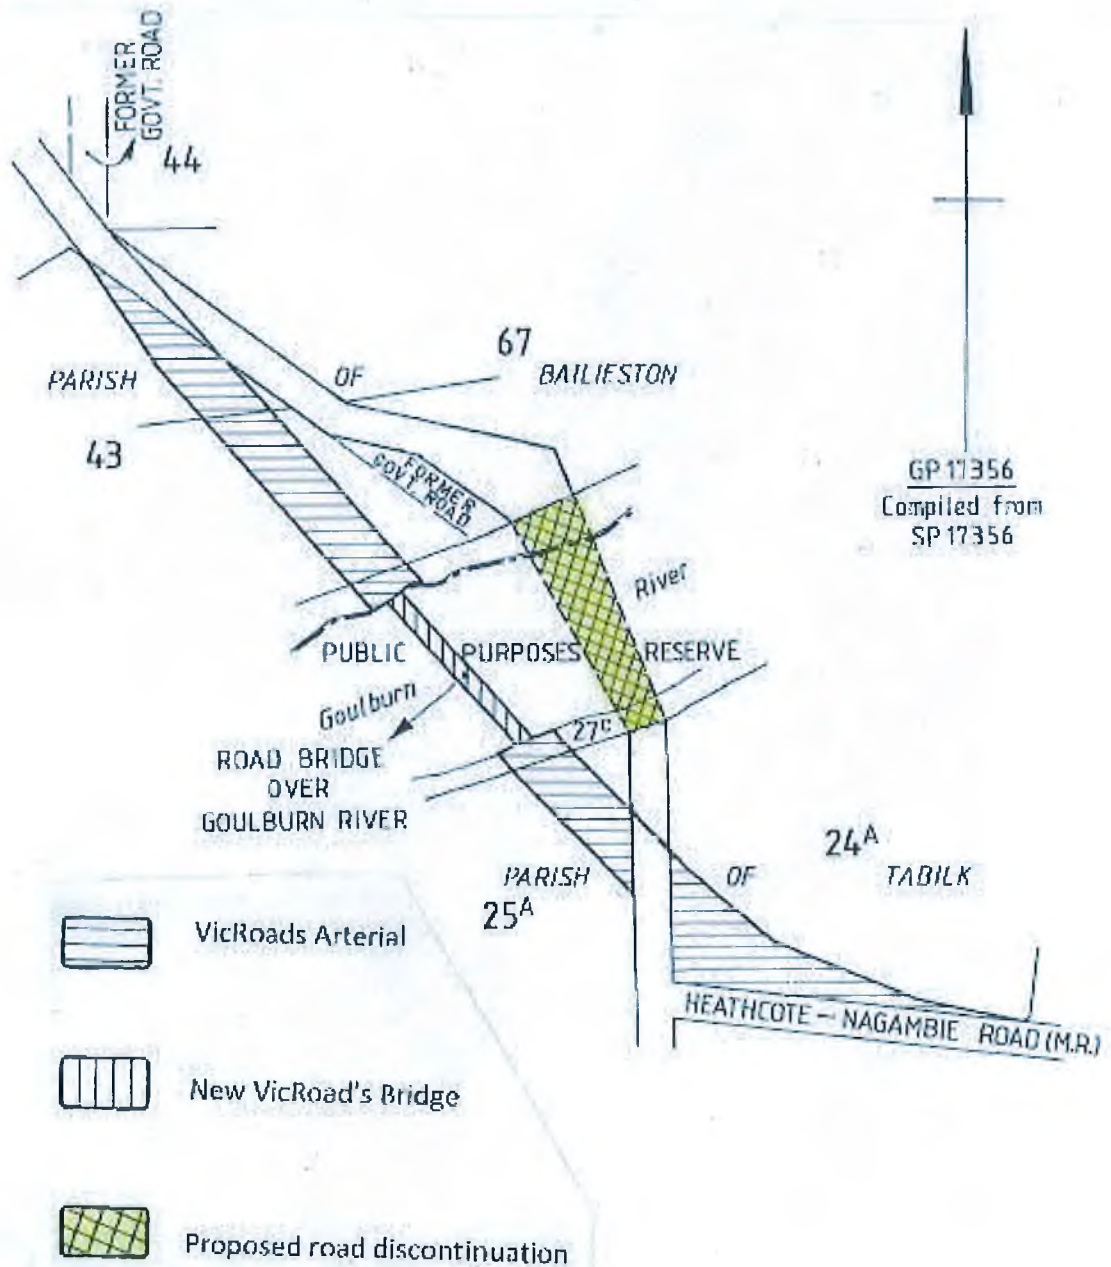 FORMER
GOVT. ROAD
44
67
PARISH OF BAILIESTON
43
FORMER
GOVT. ROAD
GP 17356
Compiled from
SP 17356
River
PUBLIC PURPOSES RESERVE
Goulburn
27C
ROAD BRIDGE
OVER
GOULBURN RIVER
24A
PARISH OF TABILK
25A
HEATHCOTE – NAGAMBIE ROAD (M.R.)
VicRoads Arterial
New VicRoad's Bridge
Proposed road discontinuation